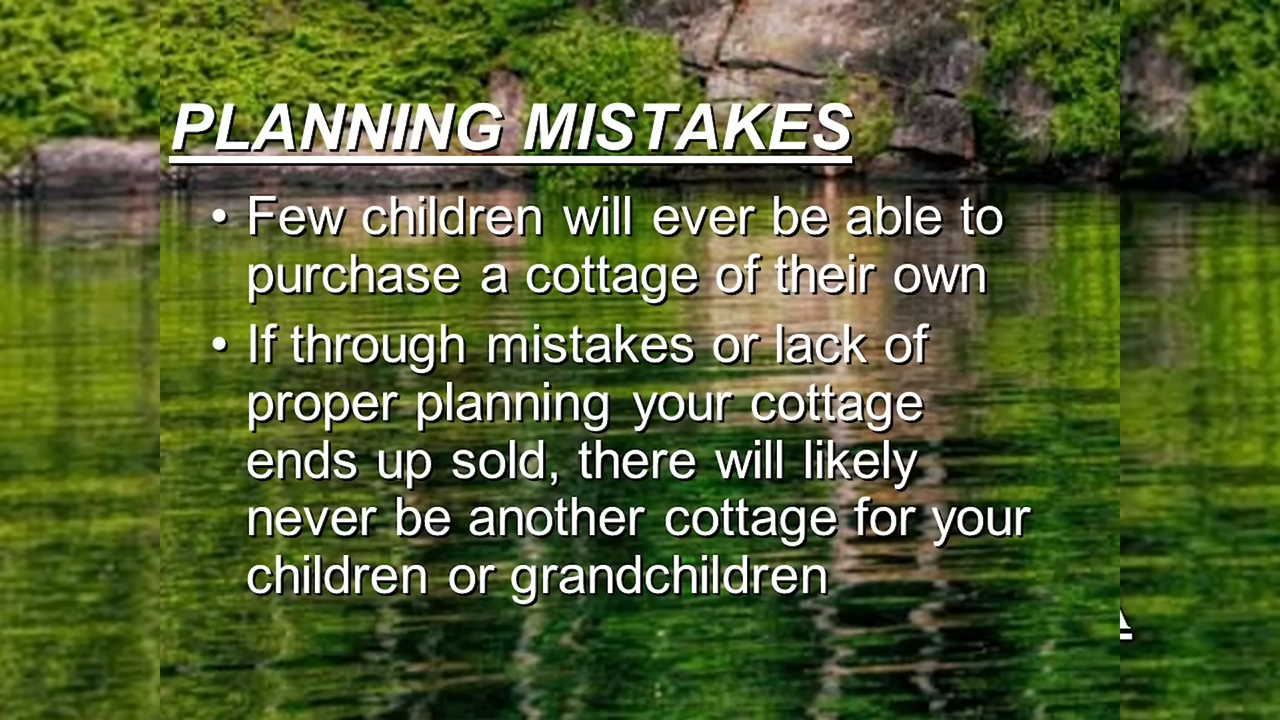 PLANNING MISTAKES
• Few children will ever be able to
purchase a cottage of their own
• If through mistakes or lack of
proper planning your cottage
ends up sold, there will likely
never be another cottage for your
children or grandchildren